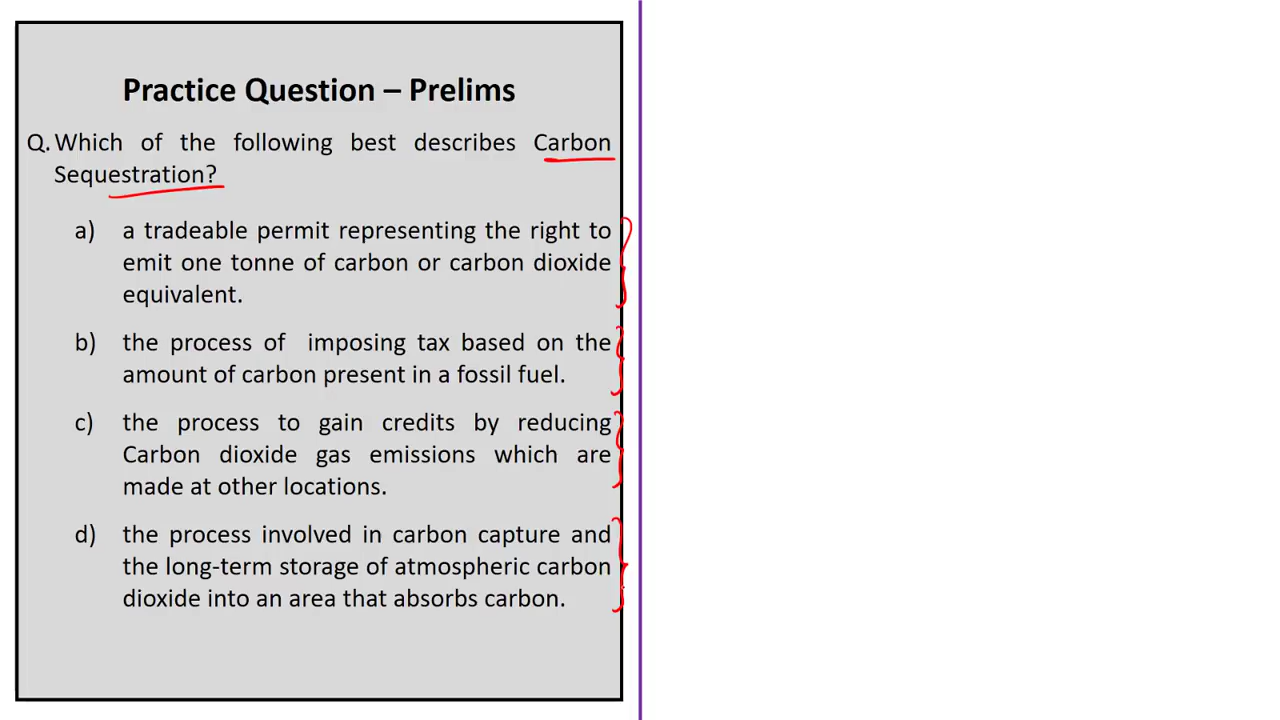 Practice Question – Prelims
Q. Which of the following best describes Carbon
Sequestration?
a) a tradeable permit representing the right to
emit one tonne of carbon or carbon dioxide
equivalent.
b) the process of imposing tax based on the
amount of carbon present in a fossil fuel.
c) the process to gain credits by reducing
Carbon dioxide gas emissions which are
made at other locations.
d) the process involved in carbon capture and
the long-term storage of atmospheric carbon
dioxide into an area that absorbs carbon.